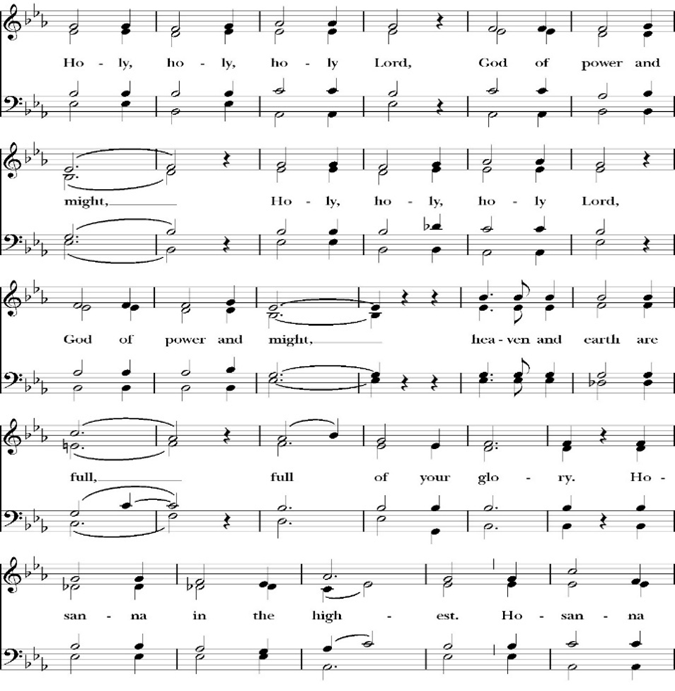 Ho - ly, ho - ly, ho - ly Lord, God of power and
might, Ho - ly, ho - ly, ho - ly Lord,
God of power and might, hea - ven and earth are
full, full of your glo - ry. Ho -
san - na in the high - est. Ho - san - na